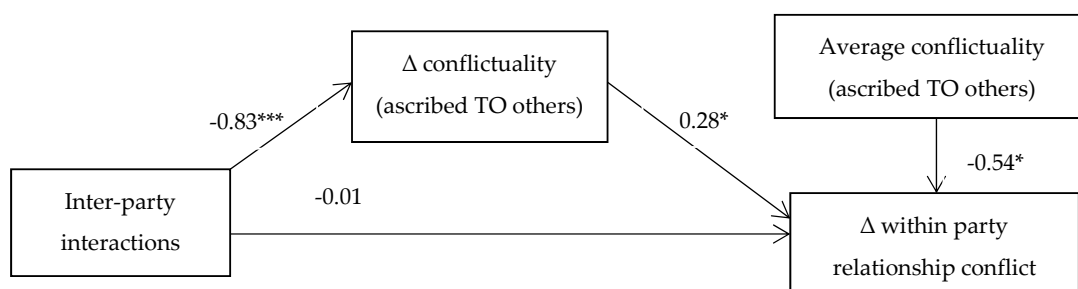 Δ conflictuality
(ascribed TO others)
Average conflictuality
(ascribed TO others)
-0.83***
0.28*
-0.54*
Inter-party
interactions
-0.01
Δ within party
relationship conflict